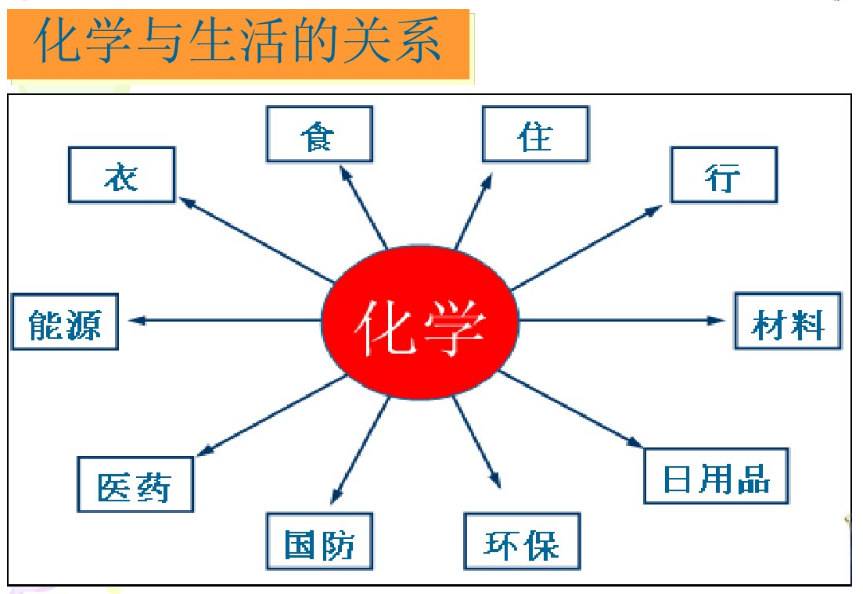 化学与生活的关系
食
住
衣
行
化学
能源
材料
医药
日用品
国防
环保